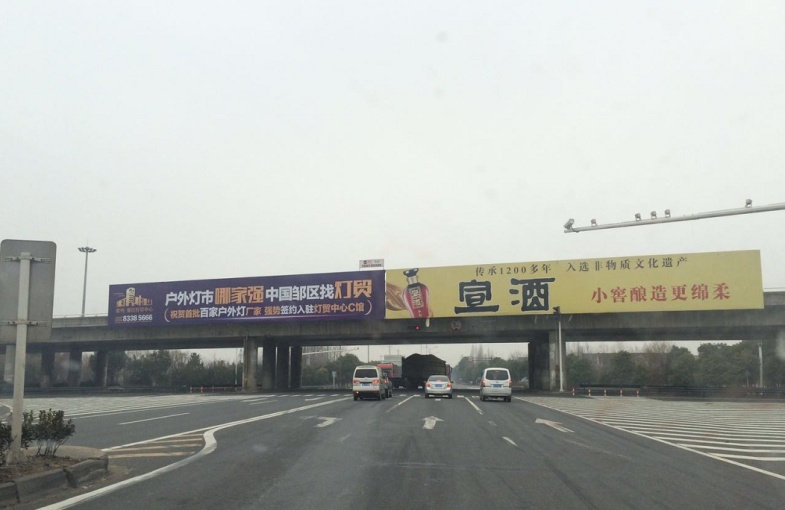 户外灯市哪家强中国邹区找灯贸
祝贺首批百家户外灯厂家 强势签约入驻灯贸中心C馆
8338 5666
传承1200多年 入选非物质文化遗产
宣酒
小窖酿造更绵柔